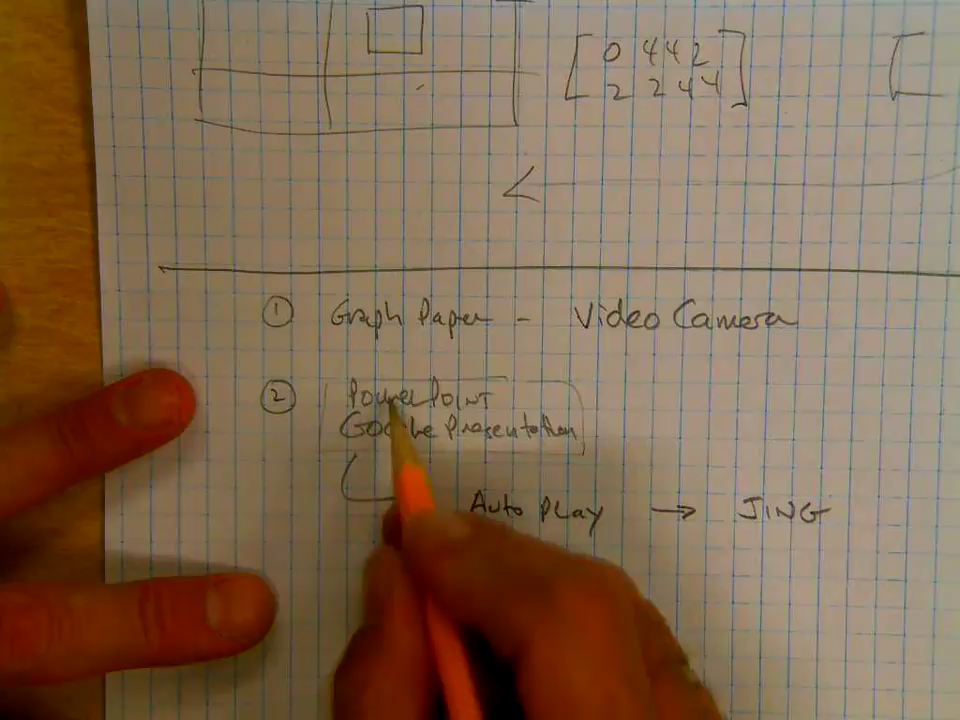 0 4 4 2
2 2 4 4
① Graph Paper - Video Camera
② PowerPoint
Google Presentation
Auto Play → JING